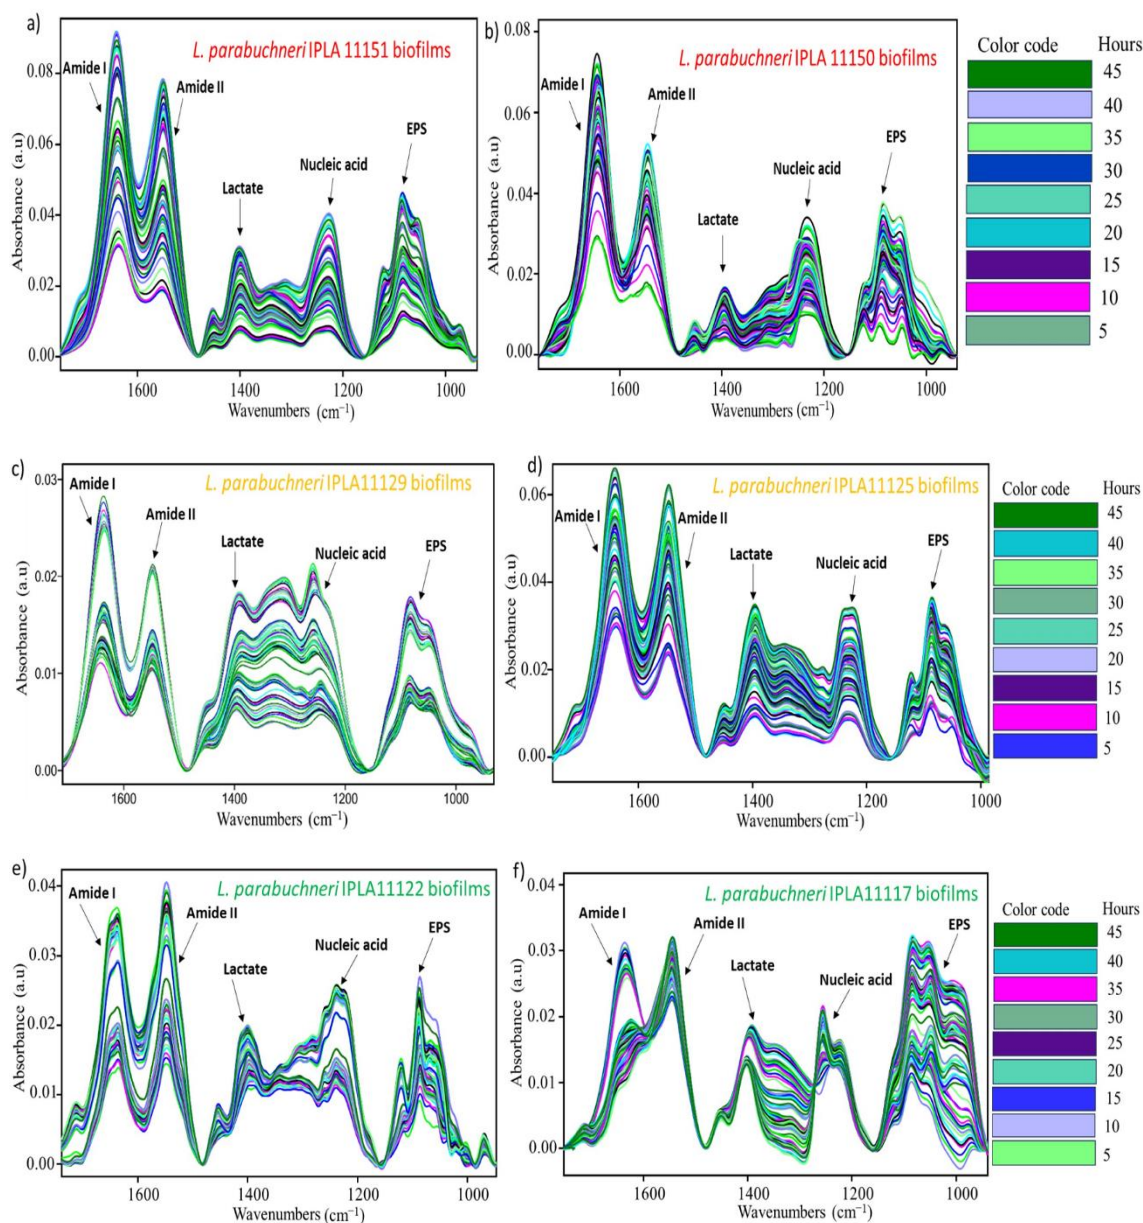 a)
L. parabuchneri IPLA 11151 biofilms
Amide I
Amide II
Lactate
Nucleic acid
EPS
Absorbance (a.u)
0.08
0.06
0.04
0.02
0.00
1600
1400
1200
1000
Wavenumbers (cm⁻¹)
b)
L. parabuchneri IPLA 11150 biofilms
Amide I
Amide II
Lactate
Nucleic acid
EPS
Absorbance (a.u)
0.08
0.06
0.04
0.02
0.00
1600
1400
1200
1000
Wavenumbers (cm⁻¹)
Color code Hours
45
40
35
30
25
20
15
10
5
c)
L. parabuchneri IPLA11129 biofilms
Amide I
Amide II
Lactate
Nucleic acid
EPS
Absorbance (a.u)
0.03
0.02
0.01
0.00
1600
1400
1200
1000
Wavenumbers (cm⁻¹)
d)
L. parabuchneri IPLA11125 biofilms
Amide I
Amide II
Lactate
Nucleic acid
EPS
Absorbance (a.u)
0.06
0.04
0.02
0.00
1600
1400
1200
1000
Wavenumbers (cm⁻¹)
Color code Hours
45
40
35
30
25
20
15
10
5
e)
L. parabuchneri IPLA11122 biofilms
Amide I
Amide II
Lactate
Nucleic acid
EPS
Absorbance (a.u)
0.04
0.03
0.02
0.01
0.00
1600
1400
1200
1000
Wavenumbers (cm⁻¹)
f)
L. parabuchneri IPLA11117 biofilms
Amide I
Amide II
Lactate
Nucleic acid
EPS
Absorbance (a.u)
0.04
0.03
0.02
0.01
0.00
1600
1400
1200
1000
Wavenumbers (cm⁻¹)
Color code Hours
45
40
35
30
25
20
15
10
5